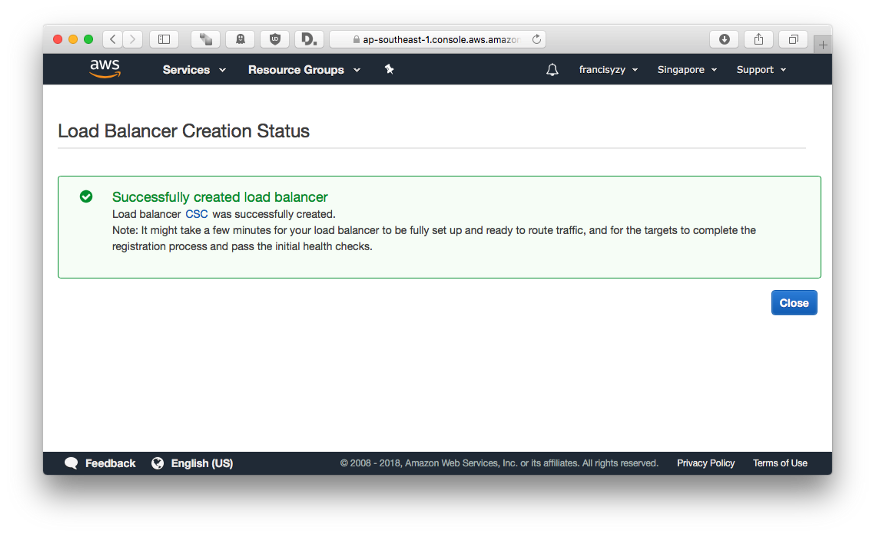 ap-southeast-1.console.aws.amazon
aws Services Resource Groups francisyzy Singapore Support
Load Balancer Creation Status
Successfully created load balancer
Load balancer CSC was successfully created.
Note: It might take a few minutes for your load balancer to be fully set up and ready to route traffic, and for the targets to complete the
registration process and pass the initial health checks.
Close
Feedback English (US) © 2008 - 2018, Amazon Web Services, Inc. or its affiliates. All rights reserved. Privacy Policy Terms of Use